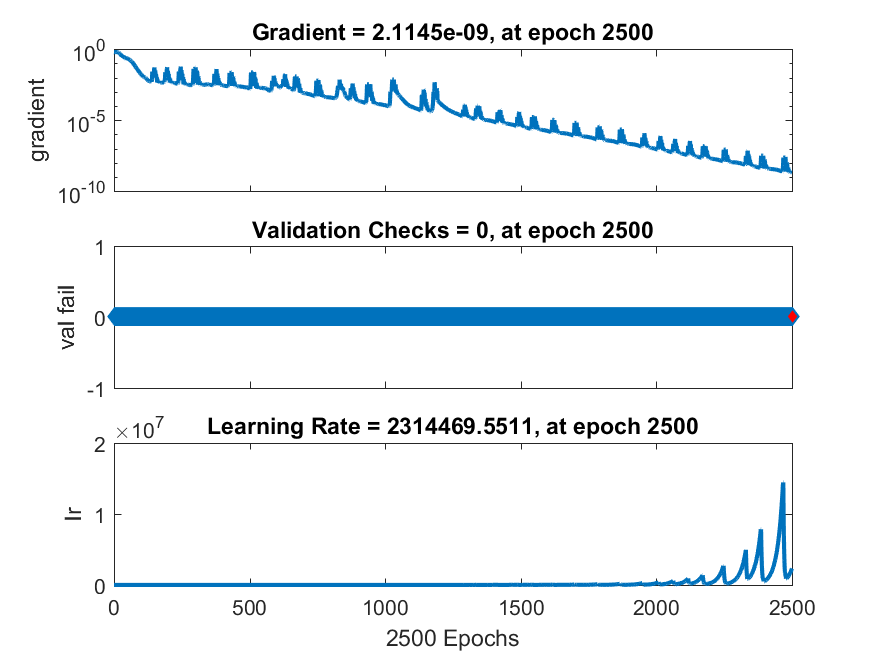 Gradient = 2.1145e-09, at epoch 2500
10^0
10^-5
10^-10
gradient
Validation Checks = 0, at epoch 2500
1
0
-1
val fail
Learning Rate = 2314469.5511, at epoch 2500
×10^7
2
1
0
lr
0 500 1000 1500 2000 2500
2500 Epochs